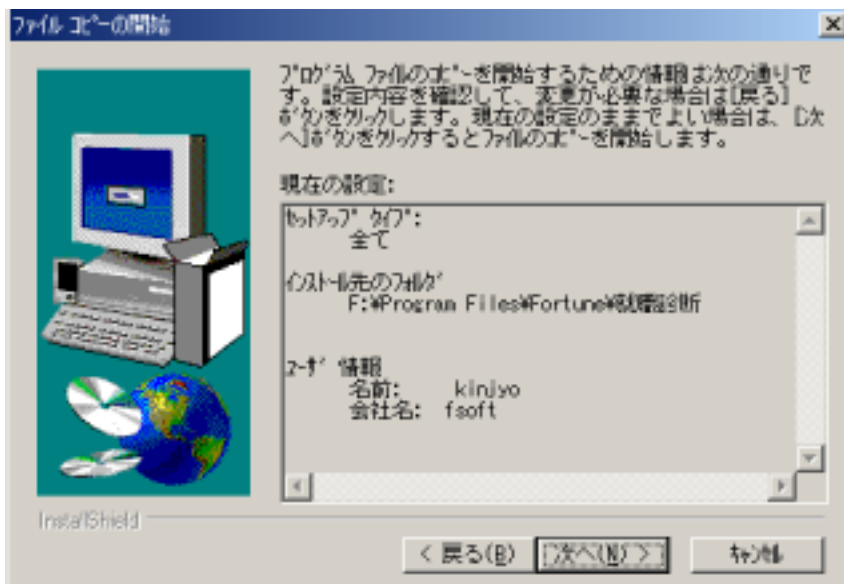 ﾌｧｲﾙ ｺﾋﾟｰの開始
ﾌﾟﾛｸﾞﾗﾑ ﾌｧｲﾙのｺﾋﾟｰを開始するための情報は次の通りで
す。設定内容を確認して、変更が必要な場合は[戻る]
ﾎﾞﾀﾝをｸﾘｯｸします。現在の設定のままでよい場合は、[次
へ]ﾎﾞﾀﾝをｸﾘｯｸするとﾌｧｲﾙのｺﾋﾟｰを開始します。
現在の設定:
ｾｯﾄｱｯﾌﾟ ﾀｲﾌﾟ:
全て
ｲﾝｽﾄｰﾙ先のﾌｫﾙﾀﾞ
F:¥Program Files¥Fortune¥就職診断
ﾕｰｻﾞ 情報
名前: kinjyo
会社名: fsoft
InstallShield
< 戻る(B) 次へ(N) > ｷｬﾝｾﾙ